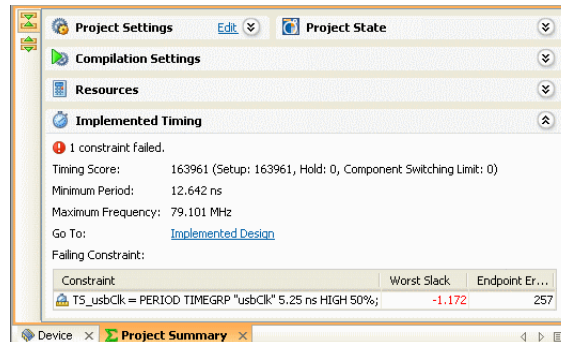 Project Settings Edit Project State
Compilation Settings
Resources
Implemented Timing
1 constraint failed.
Timing Score: 163961 (Setup: 163961, Hold: 0, Component Switching Limit: 0)
Minimum Period: 12.642 ns
Maximum Frequency: 79.101 MHz
Go To: Implemented Design
Failing Constraint:
Constraint Worst Slack Endpoint Er...
TS_usbClk = PERIOD TIMEGRP "usbClk" 5.25 ns HIGH 50%; -1.172 257
Device Project Summary